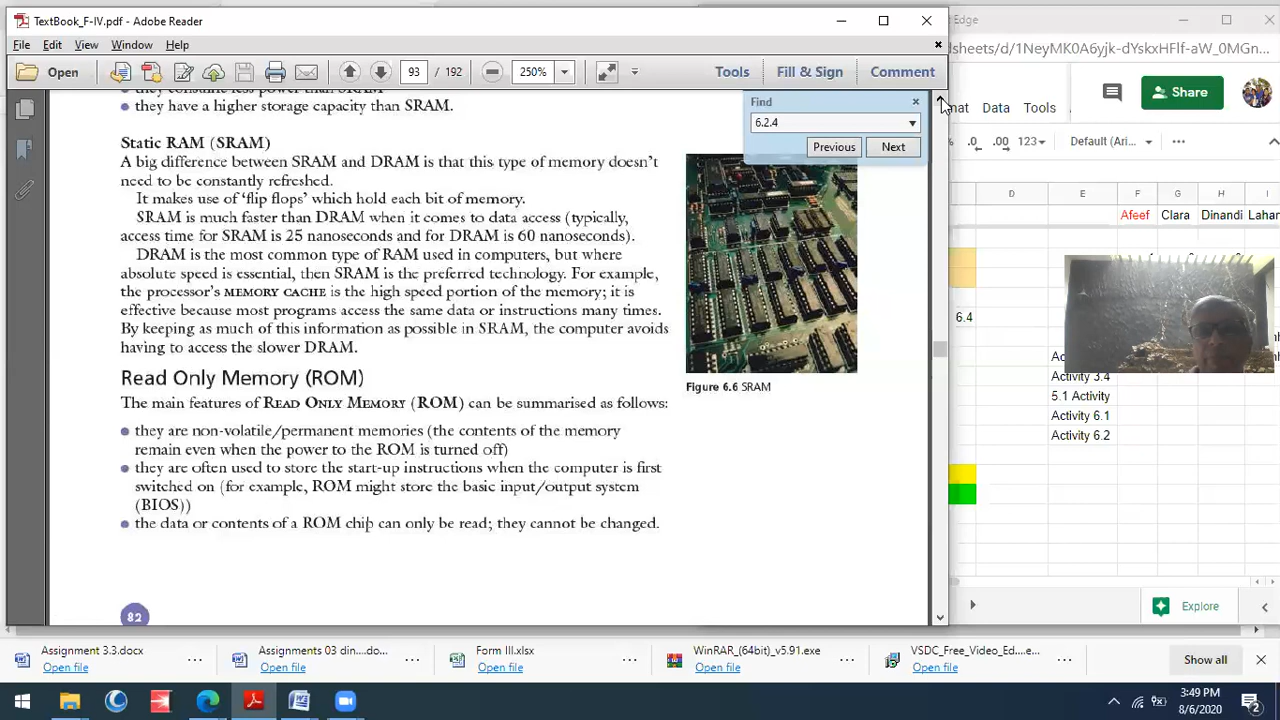 TextBook_F-IV.pdf - Adobe Reader
Edge
File Edit View Window Help
dsheets/d/1NeyMK0A6yjk-dYskxHFIf-aW_0MGn...
Open 93 / 192 250% Tools Fill & Sign Comment
Share
Data Tools
Find
6.2.4
Previous Next
.0 .00 123 Default (Ari...
they have a higher storage capacity than SRAM.
Static RAM (SRAM)
A big difference between SRAM and DRAM is that this type of memory doesn't
need to be constantly refreshed.
It makes use of 'flip flops' which hold each bit of memory.
SRAM is much faster than DRAM when it comes to data access (typically,
access time for SRAM is 25 nanoseconds and for DRAM is 60 nanoseconds).
DRAM is the most common type of RAM used in computers, but where
absolute speed is essential, then SRAM is the preferred technology. For example,
the processor's MEMORY CACHE is the high speed portion of the memory; it is
effective because most programs access the same data or instructions many times.
By keeping as much of this information as possible in SRAM, the computer avoids
having to access the slower DRAM.
Figure 6.6 SRAM
Read Only Memory (ROM)
The main features of READ ONLY MEMORY (ROM) can be summarised as follows:
they are non-volatile/permanent memories (the contents of the memory
remain even when the power to the ROM is turned off)
they are often used to store the start-up instructions when the computer is first
switched on (for example, ROM might store the basic input/output system
(BIOS))
the data or contents of a ROM chip can only be read; they cannot be changed.
82
D E F G H I
Afeef Clara Dinandi Lahar
6.4
Activity 3.4
5.1 Activity
Activity 6.1
Activity 6.2
Explore
Assignment 3.3.docx
Open file
Assignments 03 din....docx
Open file
Form III.xlsx
Open file
WinRAR_(64bit)_v5.91.exe
Open file
VSDC_Free_Video_Ed....e...
Open file
Show all
3:49 PM
8/6/2020
2